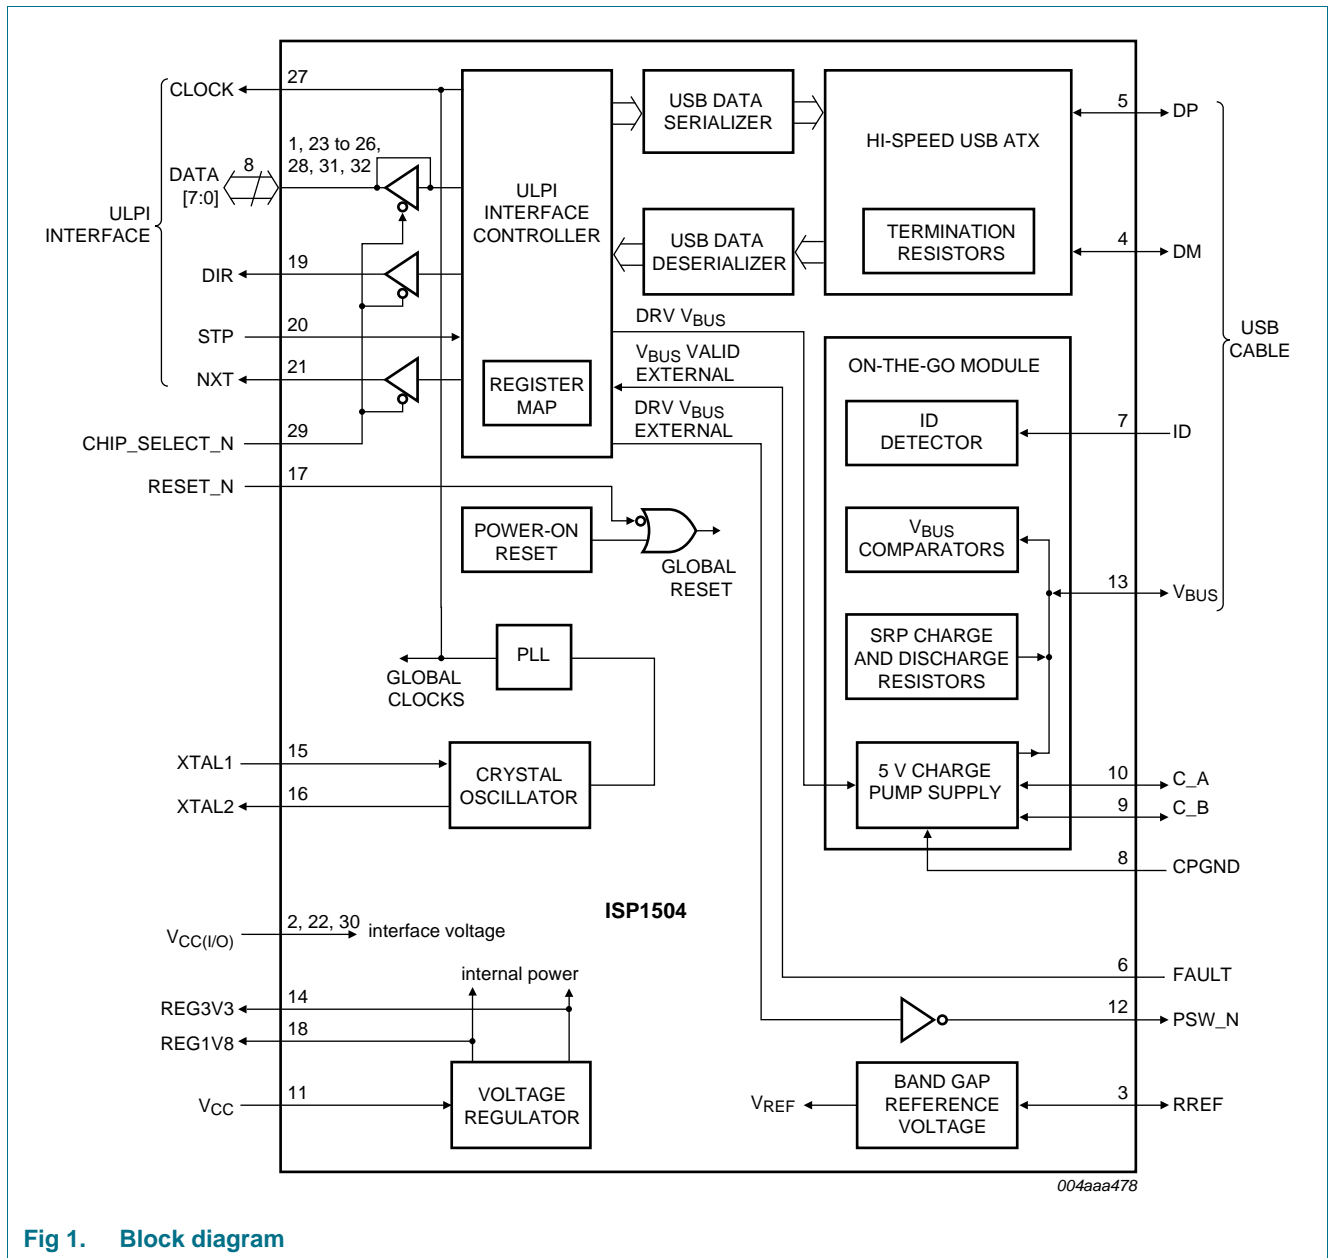 CLOCK
27
1, 23 to 26,
28, 31, 32
DATA
[7:0]
8
ULPI
INTERFACE
DIR
19
STP
20
NXT
21
CHIP_SELECT_N
29
RESET_N
17
ULPI
INTERFACE
CONTROLLER
REGISTER
MAP
USB DATA
SERIALIZER
USB DATA
DESERIALIZER
HI-SPEED USB ATX
TERMINATION
RESISTORS
5
DP
4
DM
USB
CABLE
DRV VBUS
VBUS VALID
EXTERNAL
DRV VBUS
EXTERNAL
ON-THE-GO MODULE
ID
DETECTOR
7
ID
POWER-ON
RESET
GLOBAL
RESET
VBUS
COMPARATORS
13
VBUS
SRP CHARGE
AND DISCHARGE
RESISTORS
PLL
GLOBAL
CLOCKS
XTAL1
15
XTAL2
16
CRYSTAL
OSCILLATOR
5 V CHARGE
PUMP SUPPLY
10
C_A
9
C_B
8
CPGND
ISP1504
VCC(I/O)
2, 22, 30
interface voltage
internal power
REG3V3
14
REG1V8
18
VCC
11
VOLTAGE
REGULATOR
6
FAULT
12
PSW_N
VREF
BAND GAP
REFERENCE
VOLTAGE
3
RREF
004aaa478
Fig 1. Block diagram